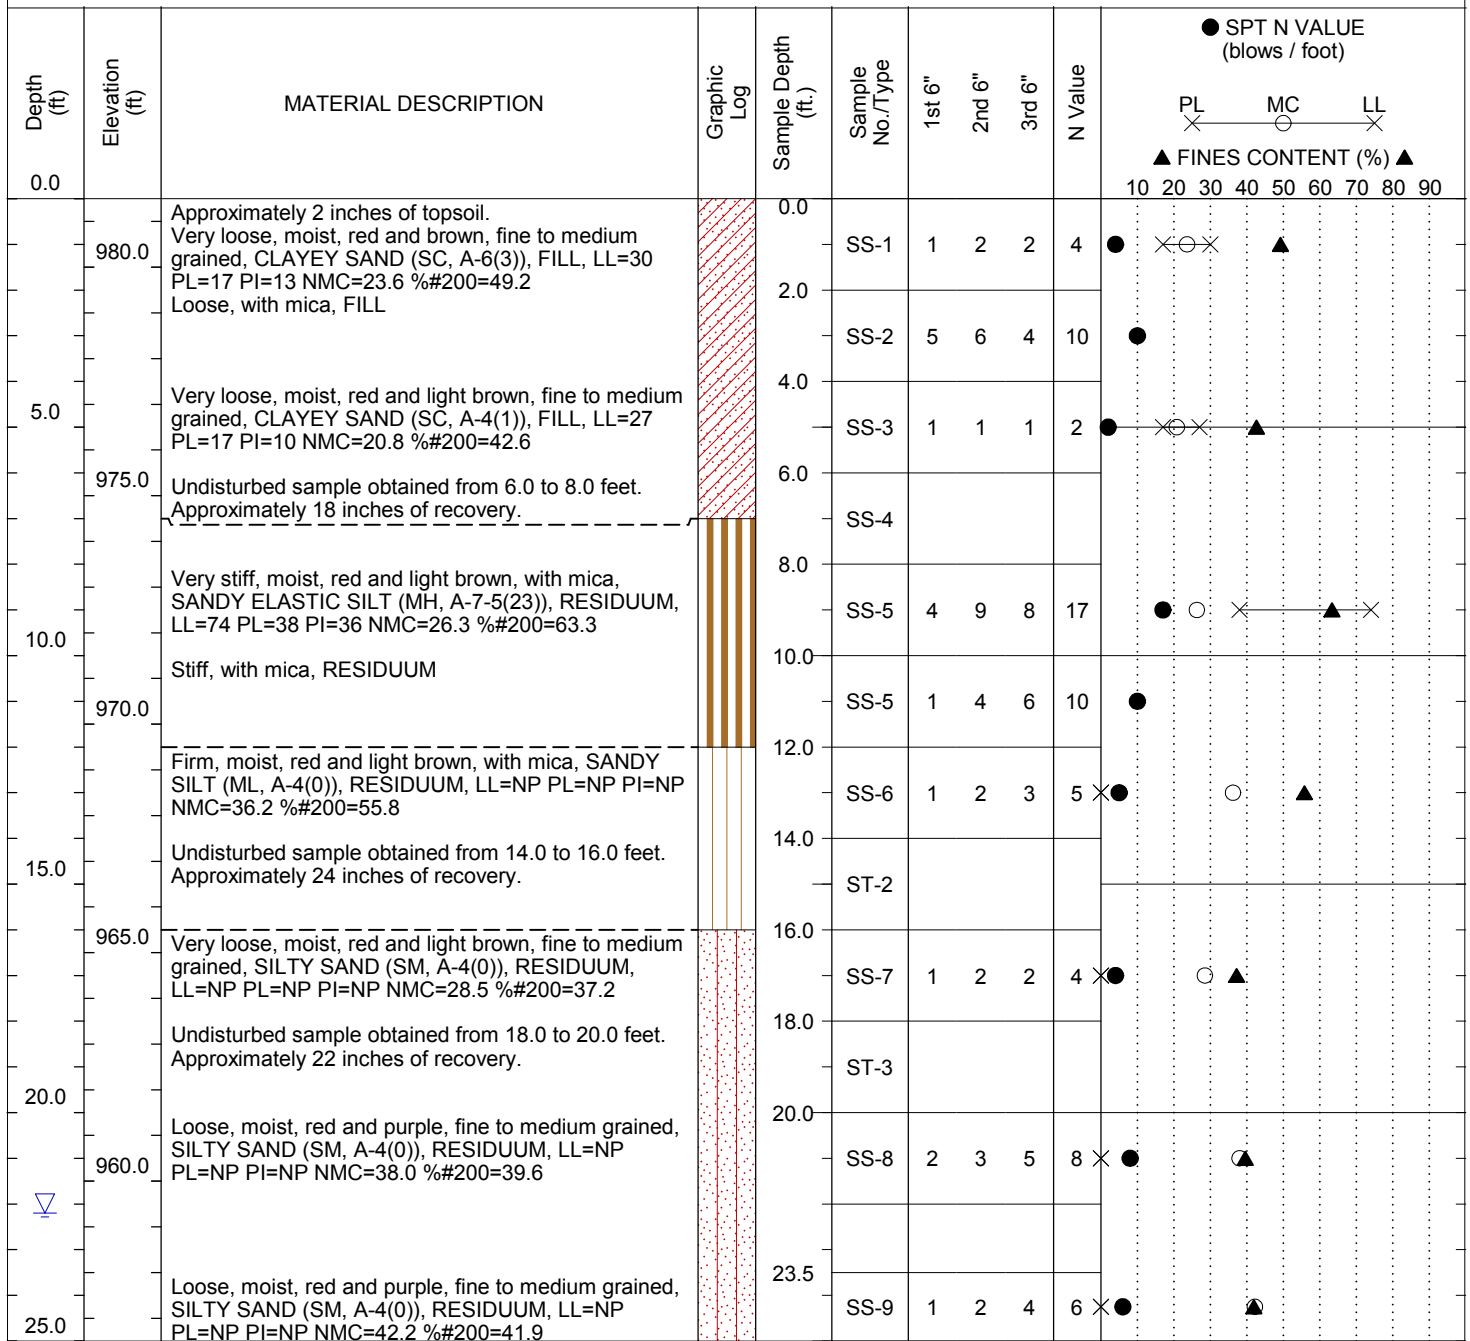 Depth (ft)
Elevation (ft)
MATERIAL DESCRIPTION
Graphic Log
Sample Depth (ft.)
Sample No./Type
1st 6"
2nd 6"
3rd 6"
N Value
● SPT N VALUE
(blows / foot)
PL MC LL
▲ FINES CONTENT (%) ▲
10 20 30 40 50 60 70 80 90
0.0
0.0
Approximately 2 inches of topsoil.
Very loose, moist, red and brown, fine to medium
grained, CLAYEY SAND (SC, A-6(3)), FILL, LL=30
PL=17 PI=13 NMC=23.6 %#200=49.2
Loose, with mica, FILL
980.0
SS-1 1 2 2 4
2.0
SS-2 5 6 4 10
4.0
5.0
Very loose, moist, red and light brown, fine to medium
grained, CLAYEY SAND (SC, A-4(1)), FILL, LL=27
PL=17 PI=10 NMC=20.8 %#200=42.6
SS-3 1 1 1 2
6.0
975.0
Undisturbed sample obtained from 6.0 to 8.0 feet.
Approximately 18 inches of recovery.
SS-4
8.0
Very stiff, moist, red and light brown, with mica,
SANDY ELASTIC SILT (MH, A-7-5(23)), RESIDUUM,
LL=74 PL=38 PI=36 NMC=26.3 %#200=63.3
SS-5 4 9 8 17
10.0
10.0
Stiff, with mica, RESIDUUM
970.0
SS-5 1 4 6 10
12.0
Firm, moist, red and light brown, with mica, SANDY
SILT (ML, A-4(0)), RESIDUUM, LL=NP PL=NP PI=NP
NMC=36.2 %#200=55.8
SS-6 1 2 3 5
14.0
Undisturbed sample obtained from 14.0 to 16.0 feet.
Approximately 24 inches of recovery.
15.0
ST-2
16.0
965.0
Very loose, moist, red and light brown, fine to medium
grained, SILTY SAND (SM, A-4(0)), RESIDUUM,
LL=NP PL=NP PI=NP NMC=28.5 %#200=37.2
SS-7 1 2 2 4
18.0
Undisturbed sample obtained from 18.0 to 20.0 feet.
Approximately 22 inches of recovery.
ST-3
20.0
20.0
Loose, moist, red and purple, fine to medium grained,
SILTY SAND (SM, A-4(0)), RESIDUUM, LL=NP
PL=NP PI=NP NMC=38.0 %#200=39.6
960.0
SS-8 2 3 5 8
23.5
Loose, moist, red and purple, fine to medium grained,
SILTY SAND (SM, A-4(0)), RESIDUUM, LL=NP
PL=NP PI=NP NMC=42.2 %#200=41.9
SS-9 1 2 4 6
25.0